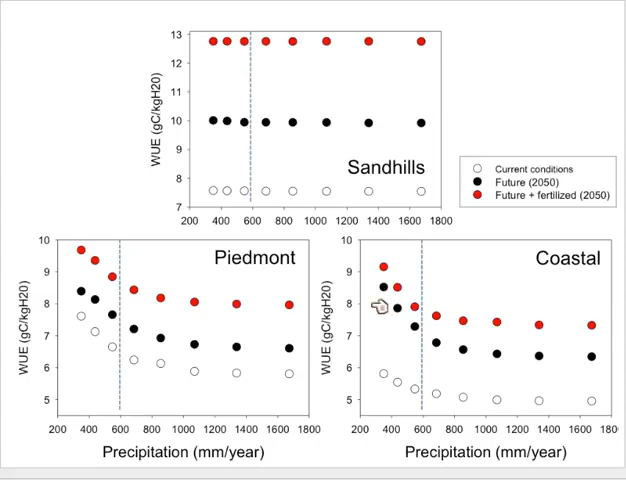 13
12
11
10
9
8
7
WUE (gC/kgH20)
Sandhills
200 400 600 800 1000 1200 1400 1600 1800
Current conditions
Future (2050)
Future + fertilized (2050)
10
9
8
7
6
5
WUE (gC/kgH20)
Piedmont
200 400 600 800 1000 1200 1400 1600 1800
Precipitation (mm/year)
10
9
8
7
6
5
WUE (gC/kgH20)
Coastal
200 400 600 800 1000 1200 1400 1600 180
Precipitation (mm/year)